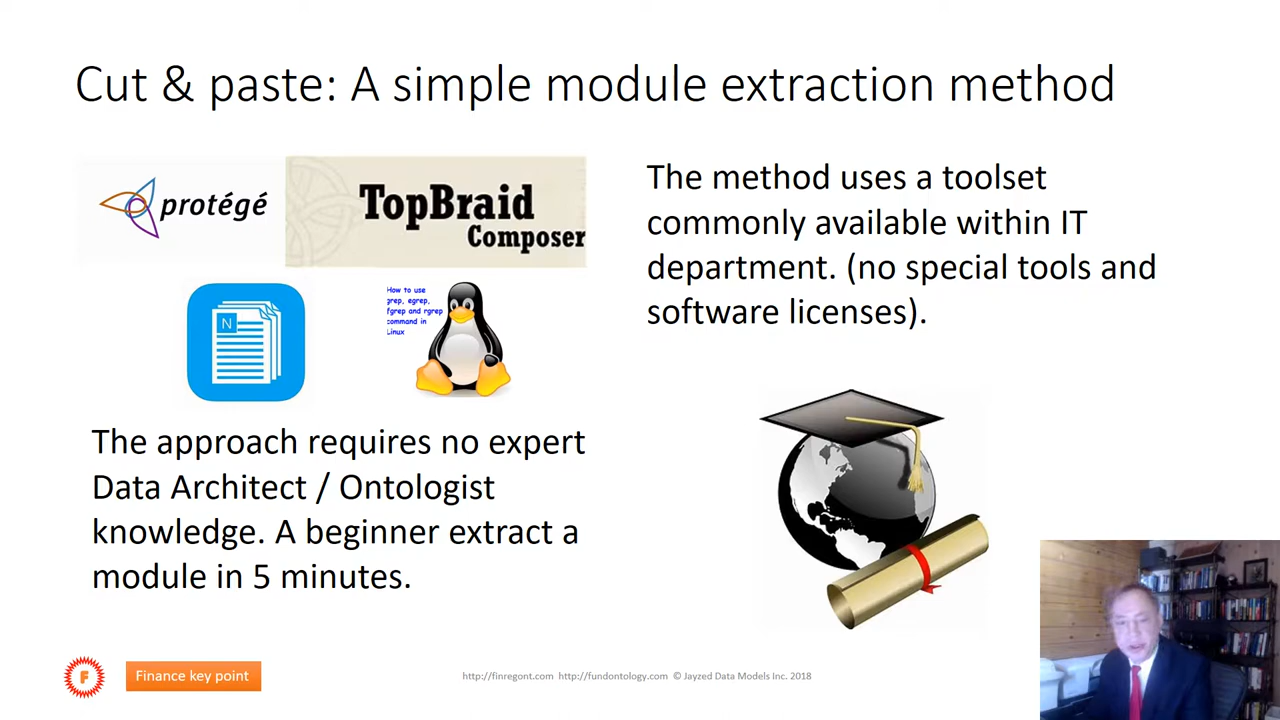 Cut & paste: A simple module extraction method
protégé
TopBraid
Composer
How to use
grep, egrep,
fgrep and rgrep
command in
Linux
N
The approach requires no expert
Data Architect / Ontologist
knowledge. A beginner extract a
module in 5 minutes.
The method uses a toolset
commonly available within IT
department. (no special tools and
software licenses).
F
Finance key point
http://finregont.com http://fundontology.com © Jayzed Data Models Inc. 2018